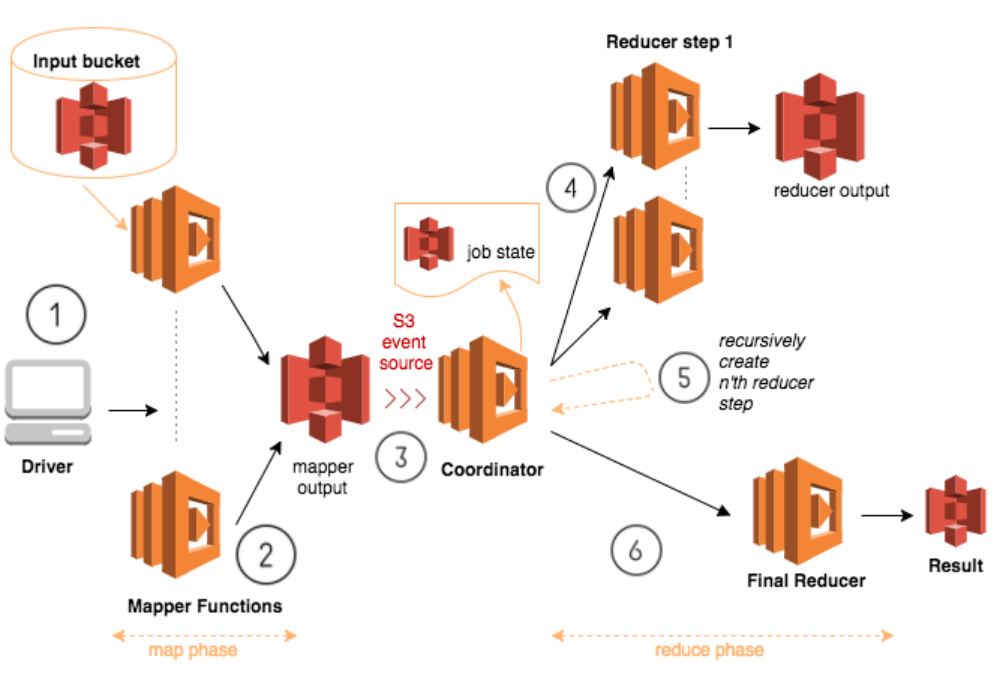 Input bucket
Reducer step 1
reducer output
4
job state
1
S3
event
source
recursively
create
n'th reducer
step
5
Driver
mapper
output
3
Coordinator
2
6
Mapper Functions
Final Reducer
Result
map phase
reduce phase